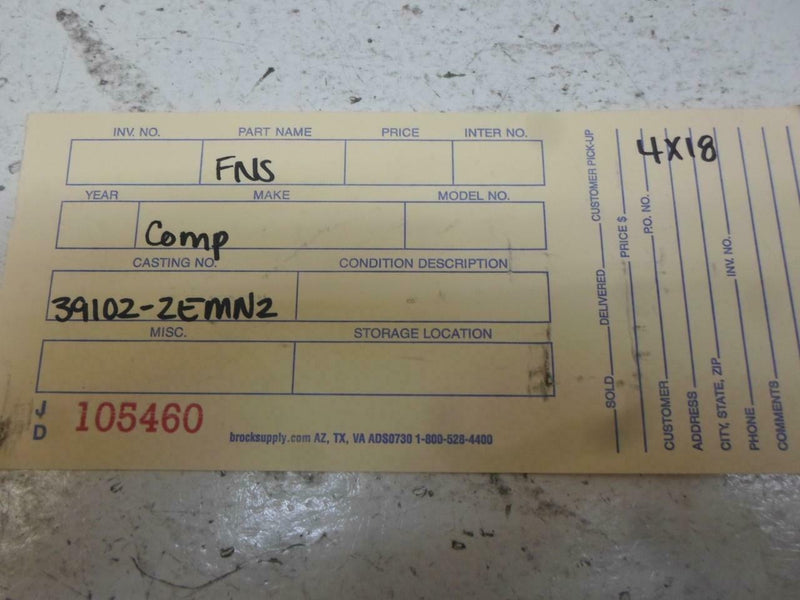 INV. NO. PART NAME PRICE INTER NO.
FNS
YEAR MAKE MODEL NO.
Comp
CASTING NO. CONDITION DESCRIPTION
39102-2EMN2
MISC. STORAGE LOCATION
J
D
105460
brocksupply.com AZ, TX, VA ADS0730 1-800-528-4400
4X18
SOLD DELIVERED CUSTOMER PICK-UP
PRICE $
P.O. NO.
CUSTOMER
ADDRESS
CITY, STATE, ZIP INV. NO.
PHONE
COMMENTS